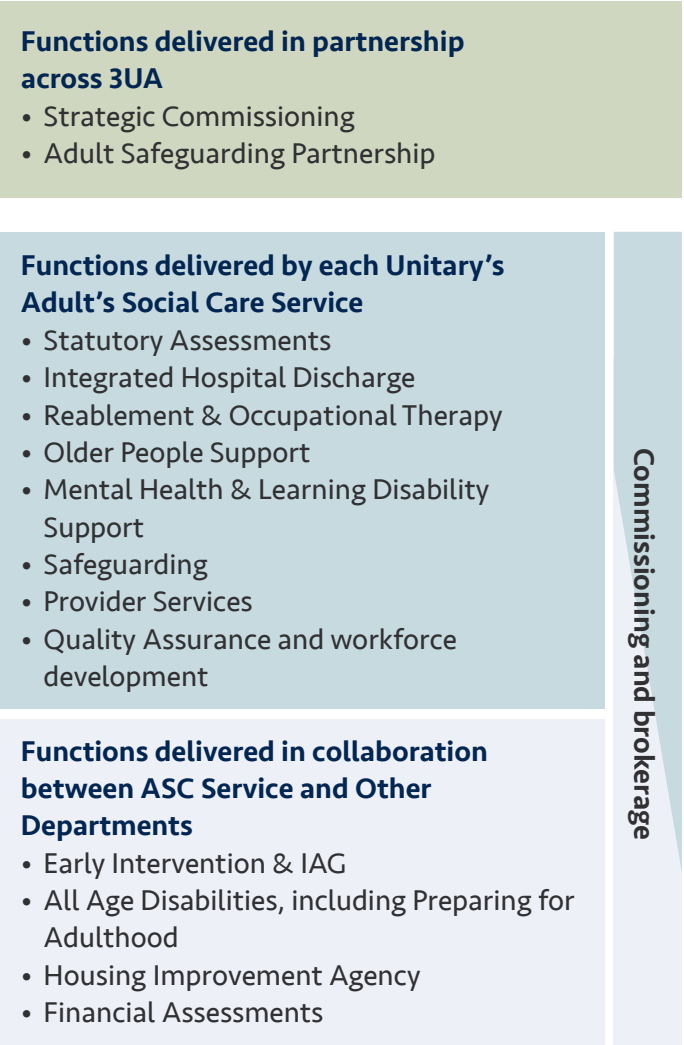 Functions delivered in partnership
across 3UA
• Strategic Commissioning
• Adult Safeguarding Partnership
Functions delivered by each Unitary’s
Adult’s Social Care Service
• Statutory Assessments
• Integrated Hospital Discharge
• Reablement & Occupational Therapy
• Older People Support
• Mental Health & Learning Disability
Support
• Safeguarding
• Provider Services
• Quality Assurance and workforce
development
Functions delivered in collaboration
between ASC Service and Other
Departments
• Early Intervention & IAG
• All Age Disabilities, including Preparing for
Adulthood
• Housing Improvement Agency
• Financial Assessments
Commissioning and brokerage